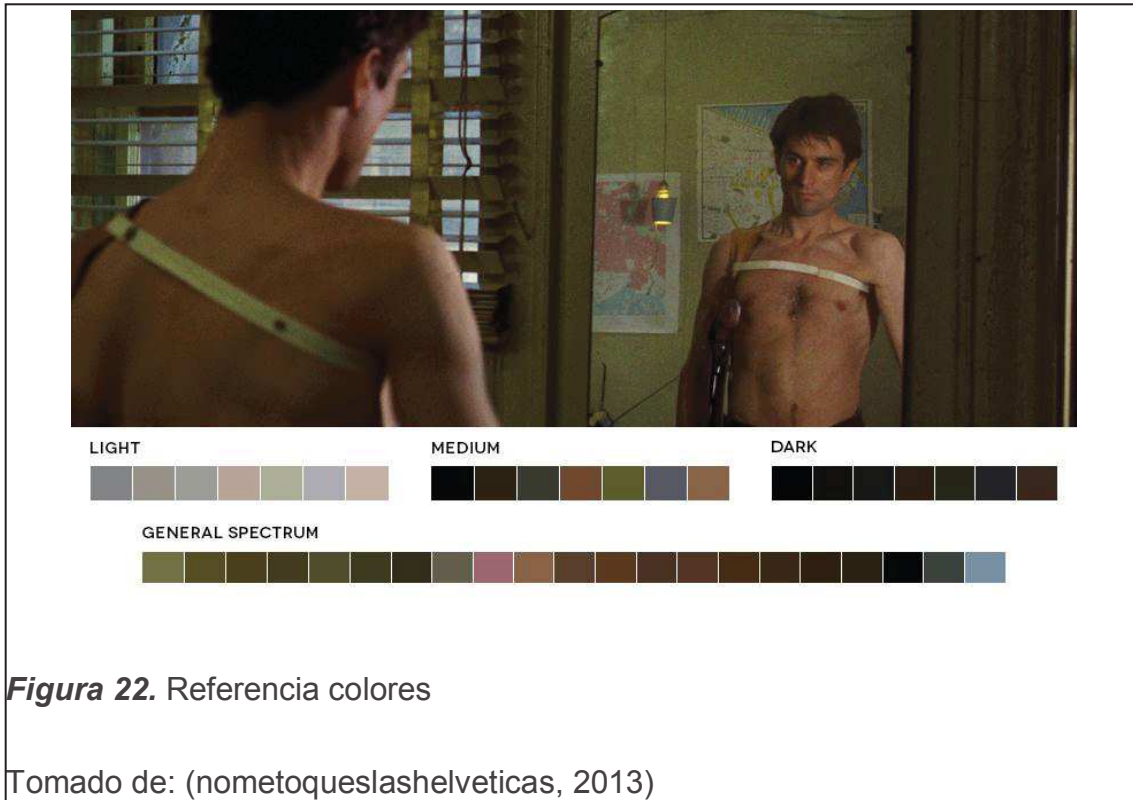 LIGHT MEDIUM DARK
GENERAL SPECTRUM
Figura 22. Referencia colores
Tomado de: (nometoqueslashelveticas, 2013)